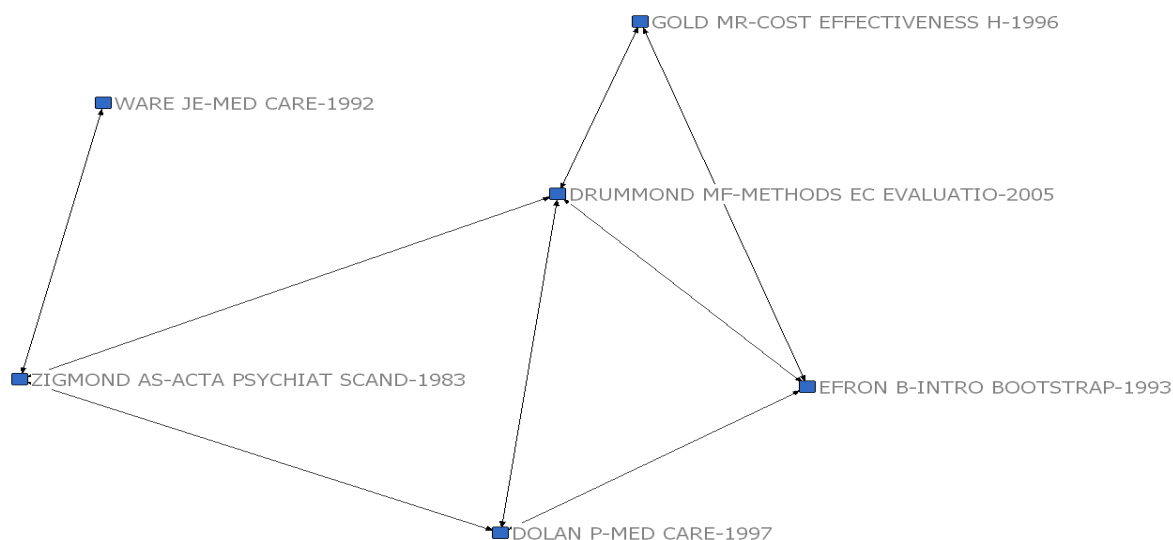 GOLD MR-COST EFFECTIVENESS H-1996
WARE JE-MED CARE-1992
DRUMMOND MF-METHODS EC EVALUATIO-2005
ZIGMOND AS-ACTA PSYCHIAT SCAND-1983
EFRON B-INTRO BOOTSTRAP-1993
DOLAN P-MED CARE-1997